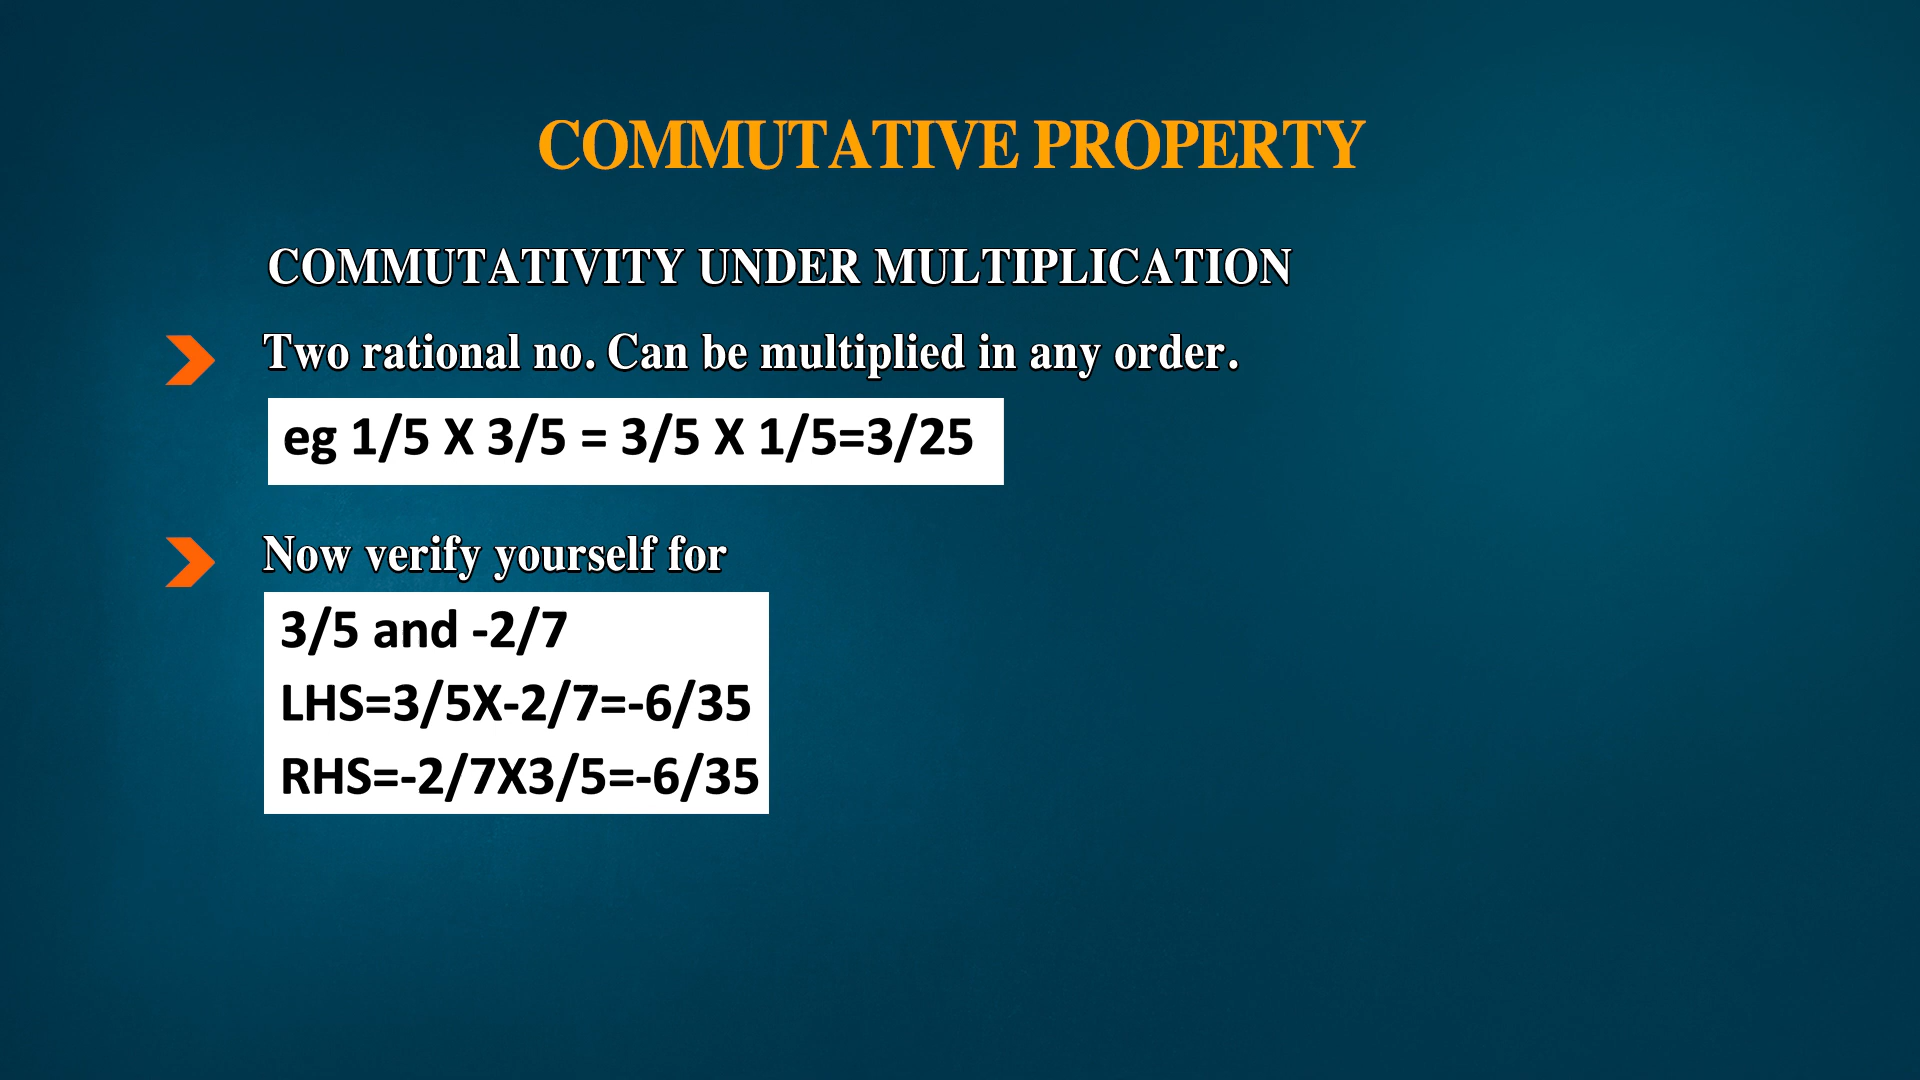 COMMUTATIVE PROPERTY
COMMUTATIVITY UNDER MULTIPLICATION
Two rational no. Can be multiplied in any order.
eg 1/5 X 3/5 = 3/5 X 1/5=3/25
Now verify yourself for
3/5 and -2/7
LHS=3/5X-2/7=-6/35
RHS=-2/7X3/5=-6/35